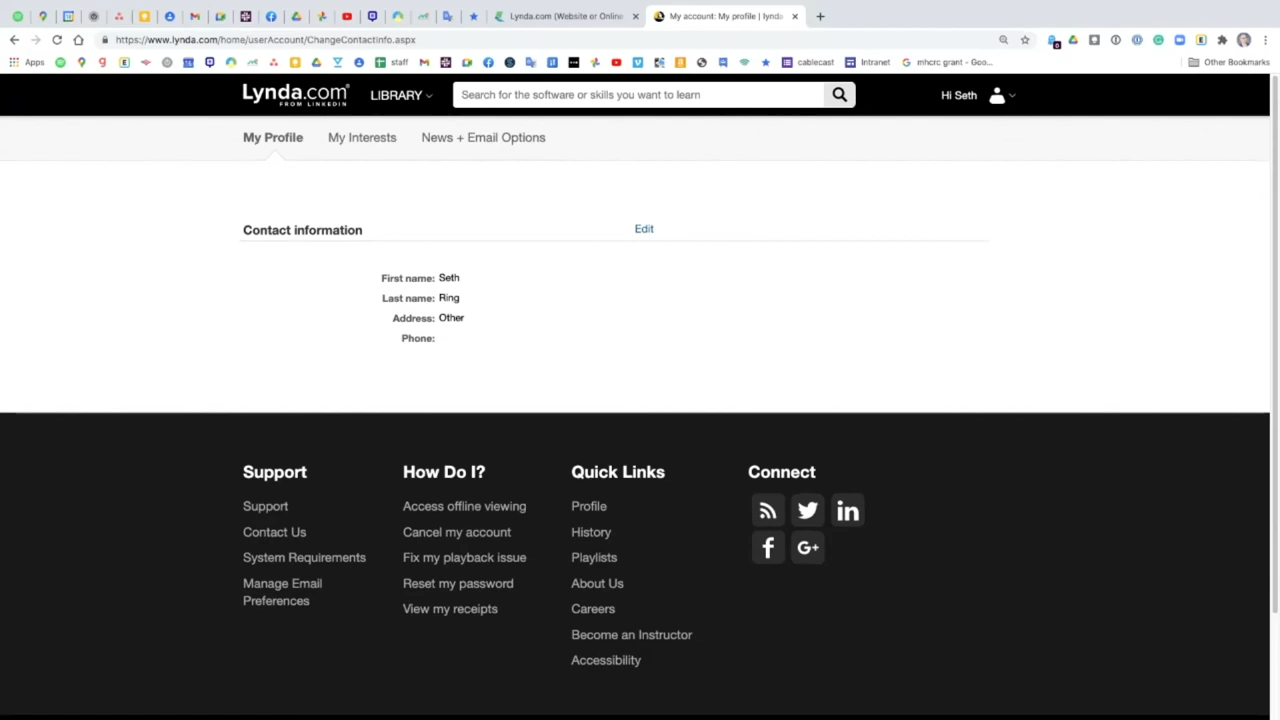 Lynda.com (Website or Online
My account: My profile | lynda
https://www.lynda.com/home/userAccount/ChangeContactInfo.aspx
Apps
staff
cablecast
Intranet
mhcrc grant - Goo...
Other Bookmarks
Lynda.com
FROM LINKEDIN
LIBRARY
Search for the software or skills you want to learn
Hi Seth
My Profile
My Interests
News + Email Options
Contact information
Edit
First name: Seth
Last name: Ring
Address: Other
Phone:
Support
Support
Contact Us
System Requirements
Manage Email
Preferences
How Do I?
Access offline viewing
Cancel my account
Fix my playback issue
Reset my password
View my receipts
Quick Links
Profile
History
Playlists
About Us
Careers
Become an Instructor
Accessibility
Connect